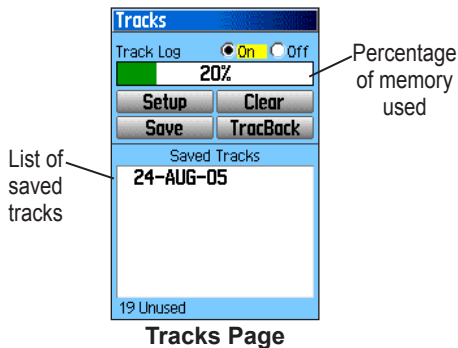 Tracks
Track Log On Off
20%
Setup Clear
Save TracBack
Saved Tracks
24-AUG-05
19 Unused
Percentage
of memory
used
List of
saved
tracks
Tracks Page